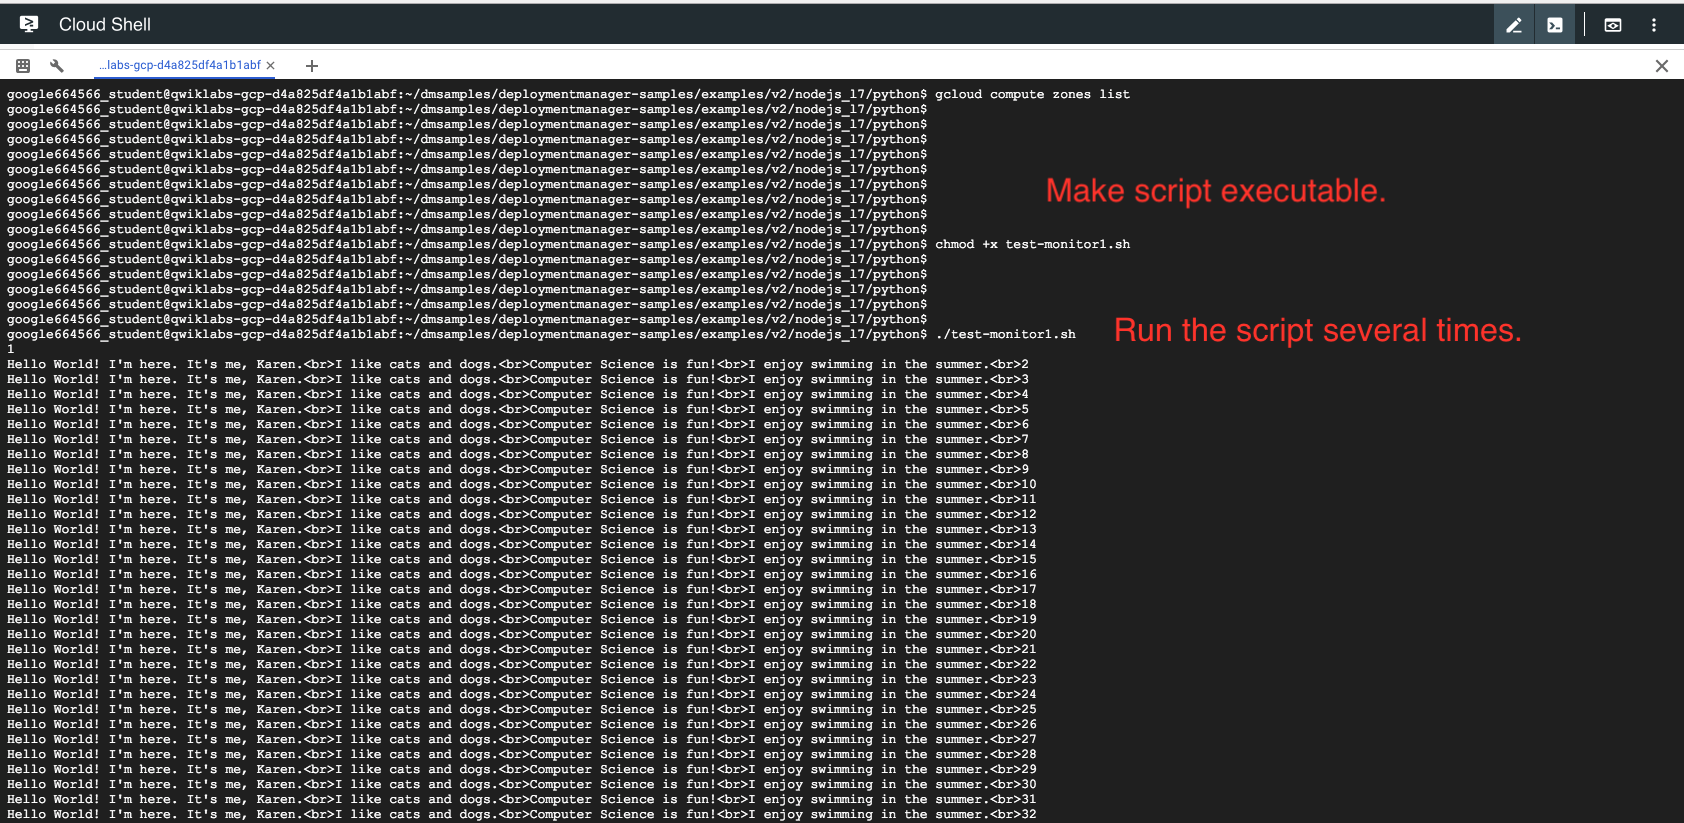 Cloud Shell
...labs-gcp-d4a825df4a1b1abf
google664566_student@qwiklabs-gcp-d4a825df4a1b1abf:~/dmsamples/deploymentmanager-samples/examples/v2/nodejs_l7/python$ gcloud compute zones list
google664566_student@qwiklabs-gcp-d4a825df4a1b1abf:~/dmsamples/deploymentmanager-samples/examples/v2/nodejs_l7/python$
google664566_student@qwiklabs-gcp-d4a825df4a1b1abf:~/dmsamples/deploymentmanager-samples/examples/v2/nodejs_l7/python$
google664566_student@qwiklabs-gcp-d4a825df4a1b1abf:~/dmsamples/deploymentmanager-samples/examples/v2/nodejs_l7/python$
google664566_student@qwiklabs-gcp-d4a825df4a1b1abf:~/dmsamples/deploymentmanager-samples/examples/v2/nodejs_l7/python$
google664566_student@qwiklabs-gcp-d4a825df4a1b1abf:~/dmsamples/deploymentmanager-samples/examples/v2/nodejs_l7/python$
google664566_student@qwiklabs-gcp-d4a825df4a1b1abf:~/dmsamples/deploymentmanager-samples/examples/v2/nodejs_l7/python$
Make script executable.
google664566_student@qwiklabs-gcp-d4a825df4a1b1abf:~/dmsamples/deploymentmanager-samples/examples/v2/nodejs_l7/python$
google664566_student@qwiklabs-gcp-d4a825df4a1b1abf:~/dmsamples/deploymentmanager-samples/examples/v2/nodejs_l7/python$
google664566_student@qwiklabs-gcp-d4a825df4a1b1abf:~/dmsamples/deploymentmanager-samples/examples/v2/nodejs_l7/python$
google664566_student@qwiklabs-gcp-d4a825df4a1b1abf:~/dmsamples/deploymentmanager-samples/examples/v2/nodejs_l7/python$ chmod +x test-monitor1.sh
google664566_student@qwiklabs-gcp-d4a825df4a1b1abf:~/dmsamples/deploymentmanager-samples/examples/v2/nodejs_l7/python$
google664566_student@qwiklabs-gcp-d4a825df4a1b1abf:~/dmsamples/deploymentmanager-samples/examples/v2/nodejs_l7/python$
google664566_student@qwiklabs-gcp-d4a825df4a1b1abf:~/dmsamples/deploymentmanager-samples/examples/v2/nodejs_l7/python$
google664566_student@qwiklabs-gcp-d4a825df4a1b1abf:~/dmsamples/deploymentmanager-samples/examples/v2/nodejs_l7/python$
google664566_student@qwiklabs-gcp-d4a825df4a1b1abf:~/dmsamples/deploymentmanager-samples/examples/v2/nodejs_l7/python$
google664566_student@qwiklabs-gcp-d4a825df4a1b1abf:~/dmsamples/deploymentmanager-samples/examples/v2/nodejs_l7/python$ ./test-monitor1.sh
Run the script several times.
1
Hello World! I'm here. It's me, Karen.<br>I like cats and dogs.<br>Computer Science is fun!<br>I enjoy swimming in the summer.<br>2
Hello World! I'm here. It's me, Karen.<br>I like cats and dogs.<br>Computer Science is fun!<br>I enjoy swimming in the summer.<br>3
Hello World! I'm here. It's me, Karen.<br>I like cats and dogs.<br>Computer Science is fun!<br>I enjoy swimming in the summer.<br>4
Hello World! I'm here. It's me, Karen.<br>I like cats and dogs.<br>Computer Science is fun!<br>I enjoy swimming in the summer.<br>5
Hello World! I'm here. It's me, Karen.<br>I like cats and dogs.<br>Computer Science is fun!<br>I enjoy swimming in the summer.<br>6
Hello World! I'm here. It's me, Karen.<br>I like cats and dogs.<br>Computer Science is fun!<br>I enjoy swimming in the summer.<br>7
Hello World! I'm here. It's me, Karen.<br>I like cats and dogs.<br>Computer Science is fun!<br>I enjoy swimming in the summer.<br>8
Hello World! I'm here. It's me, Karen.<br>I like cats and dogs.<br>Computer Science is fun!<br>I enjoy swimming in the summer.<br>9
Hello World! I'm here. It's me, Karen.<br>I like cats and dogs.<br>Computer Science is fun!<br>I enjoy swimming in the summer.<br>10
Hello World! I'm here. It's me, Karen.<br>I like cats and dogs.<br>Computer Science is fun!<br>I enjoy swimming in the summer.<br>11
Hello World! I'm here. It's me, Karen.<br>I like cats and dogs.<br>Computer Science is fun!<br>I enjoy swimming in the summer.<br>12
Hello World! I'm here. It's me, Karen.<br>I like cats and dogs.<br>Computer Science is fun!<br>I enjoy swimming in the summer.<br>13
Hello World! I'm here. It's me, Karen.<br>I like cats and dogs.<br>Computer Science is fun!<br>I enjoy swimming in the summer.<br>14
Hello World! I'm here. It's me, Karen.<br>I like cats and dogs.<br>Computer Science is fun!<br>I enjoy swimming in the summer.<br>15
Hello World! I'm here. It's me, Karen.<br>I like cats and dogs.<br>Computer Science is fun!<br>I enjoy swimming in the summer.<br>16
Hello World! I'm here. It's me, Karen.<br>I like cats and dogs.<br>Computer Science is fun!<br>I enjoy swimming in the summer.<br>17
Hello World! I'm here. It's me, Karen.<br>I like cats and dogs.<br>Computer Science is fun!<br>I enjoy swimming in the summer.<br>18
Hello World! I'm here. It's me, Karen.<br>I like cats and dogs.<br>Computer Science is fun!<br>I enjoy swimming in the summer.<br>19
Hello World! I'm here. It's me, Karen.<br>I like cats and dogs.<br>Computer Science is fun!<br>I enjoy swimming in the summer.<br>20
Hello World! I'm here. It's me, Karen.<br>I like cats and dogs.<br>Computer Science is fun!<br>I enjoy swimming in the summer.<br>21
Hello World! I'm here. It's me, Karen.<br>I like cats and dogs.<br>Computer Science is fun!<br>I enjoy swimming in the summer.<br>22
Hello World! I'm here. It's me, Karen.<br>I like cats and dogs.<br>Computer Science is fun!<br>I enjoy swimming in the summer.<br>23
Hello World! I'm here. It's me, Karen.<br>I like cats and dogs.<br>Computer Science is fun!<br>I enjoy swimming in the summer.<br>24
Hello World! I'm here. It's me, Karen.<br>I like cats and dogs.<br>Computer Science is fun!<br>I enjoy swimming in the summer.<br>25
Hello World! I'm here. It's me, Karen.<br>I like cats and dogs.<br>Computer Science is fun!<br>I enjoy swimming in the summer.<br>26
Hello World! I'm here. It's me, Karen.<br>I like cats and dogs.<br>Computer Science is fun!<br>I enjoy swimming in the summer.<br>27
Hello World! I'm here. It's me, Karen.<br>I like cats and dogs.<br>Computer Science is fun!<br>I enjoy swimming in the summer.<br>28
Hello World! I'm here. It's me, Karen.<br>I like cats and dogs.<br>Computer Science is fun!<br>I enjoy swimming in the summer.<br>29
Hello World! I'm here. It's me, Karen.<br>I like cats and dogs.<br>Computer Science is fun!<br>I enjoy swimming in the summer.<br>30
Hello World! I'm here. It's me, Karen.<br>I like cats and dogs.<br>Computer Science is fun!<br>I enjoy swimming in the summer.<br>31
Hello World! I'm here. It's me, Karen.<br>I like cats and dogs.<br>Computer Science is fun!<br>I enjoy swimming in the summer.<br>32